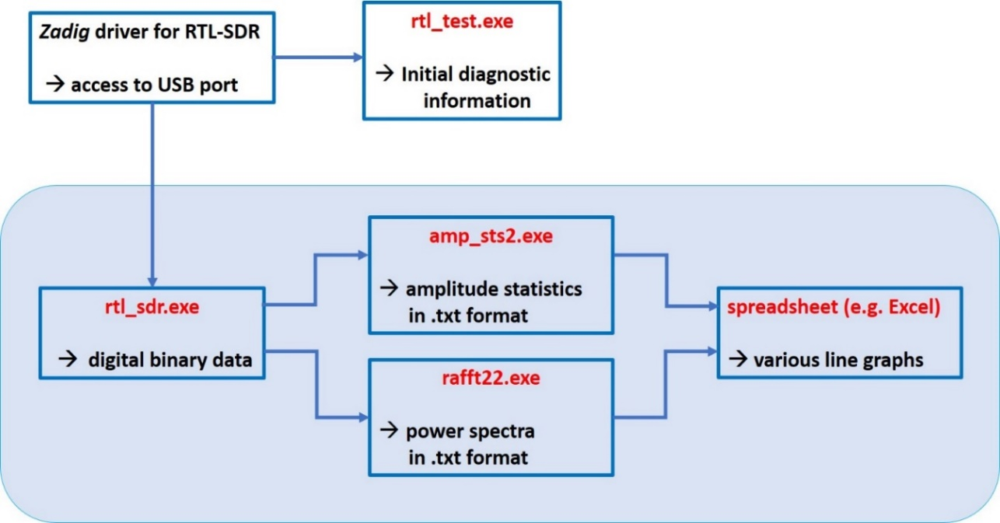 Zadig driver for RTL-SDR
→ access to USB port
rtl_test.exe
→ Initial diagnostic
information
rtl_sdr.exe
→ digital binary data
amp_sts2.exe
→ amplitude statistics
in .txt format
rafft22.exe
→ power spectra
in .txt format
spreadsheet (e.g. Excel)
→ various line graphs